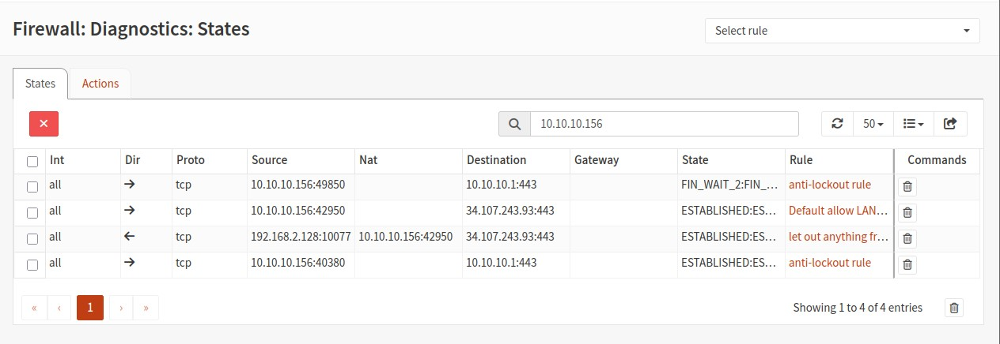 Firewall: Diagnostics: States
Select rule
States Actions
10.10.10.156 50
Int Dir Proto Source Nat Destination Gateway State Rule Commands
all → tcp 10.10.10.156:49850 10.10.10.1:443 FIN_WAIT_2:FIN_... anti-lockout rule
all → tcp 10.10.10.156:42950 34.107.243.93:443 ESTABLISHED:ES... Default allow LAN...
all ← tcp 192.168.2.128:10077 10.10.10.156:42950 34.107.243.93:443 ESTABLISHED:ES... let out anything fr...
all → tcp 10.10.10.156:40380 10.10.10.1:443 ESTABLISHED:ES... anti-lockout rule
« ‹ 1 › » Showing 1 to 4 of 4 entries